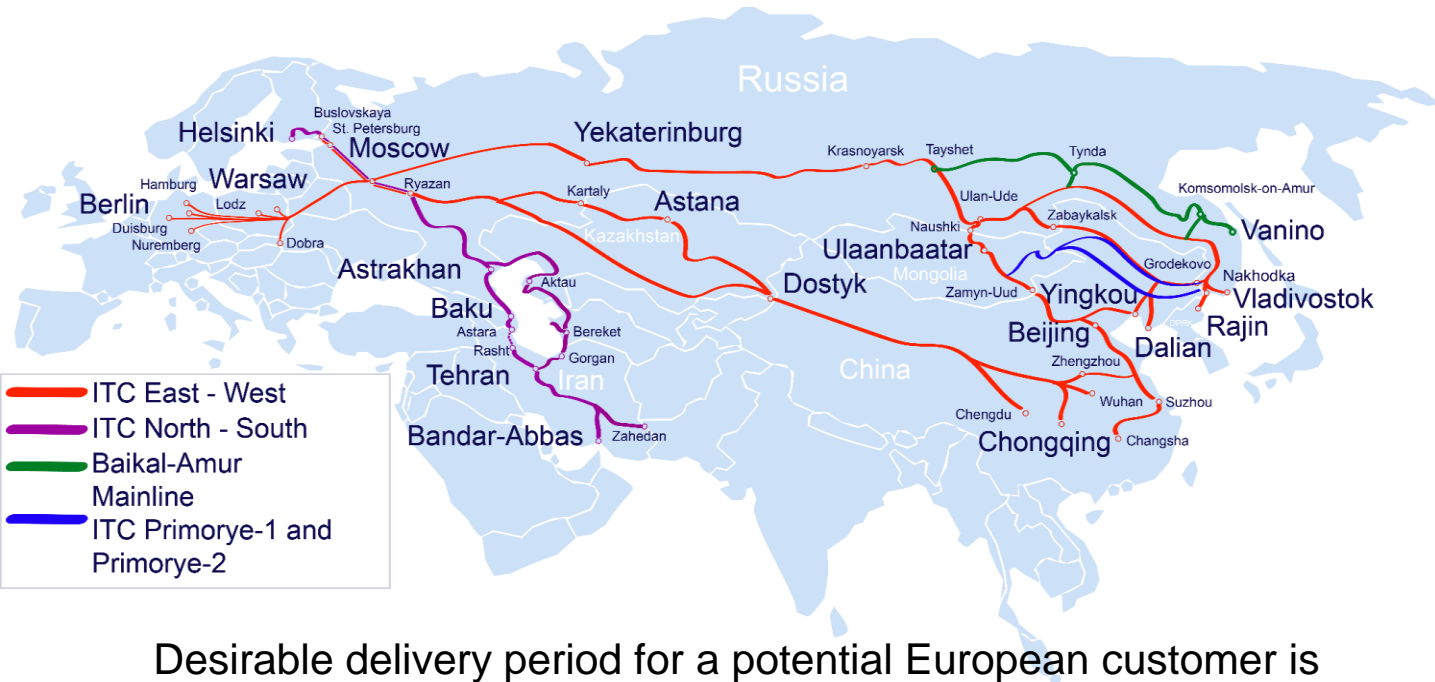 Russia
Buslovskaya
St. Petersburg
Helsinki
Moscow
Yekaterinburg
Krasnoyarsk
Tayshet
Tynda
Hamburg
Warsaw
Ryazan
Kartaly
Ulan-Ude
Komsomolsk-on-Amur
Berlin
Lodz
Astana
Zabaykalsk
Duisburg
Naushki
Vanino
Nuremberg
Dobra
Kazakhstan
Ulaanbaatar
Astrakhan
Mongolia
Grodekovo
Nakhodka
Aktau
Dostyk
Zamyn-Uud
Yingkou
Vladivostok
Baku
Rajin
Astara
Bereket
Beijing
DPRK
Rasht
Gorgan
Dalian
Tehran
Iran
China
Zhengzhou
ITC East - West
Wuhan
Suzhou
ITC North - South
Chengdu
Bandar-Abbas
Zahedan
Chongqing
Changsha
Baikal-Amur
Mainline
ITC Primorye-1 and
Primorye-2
Desirable delivery period for a potential European customer is